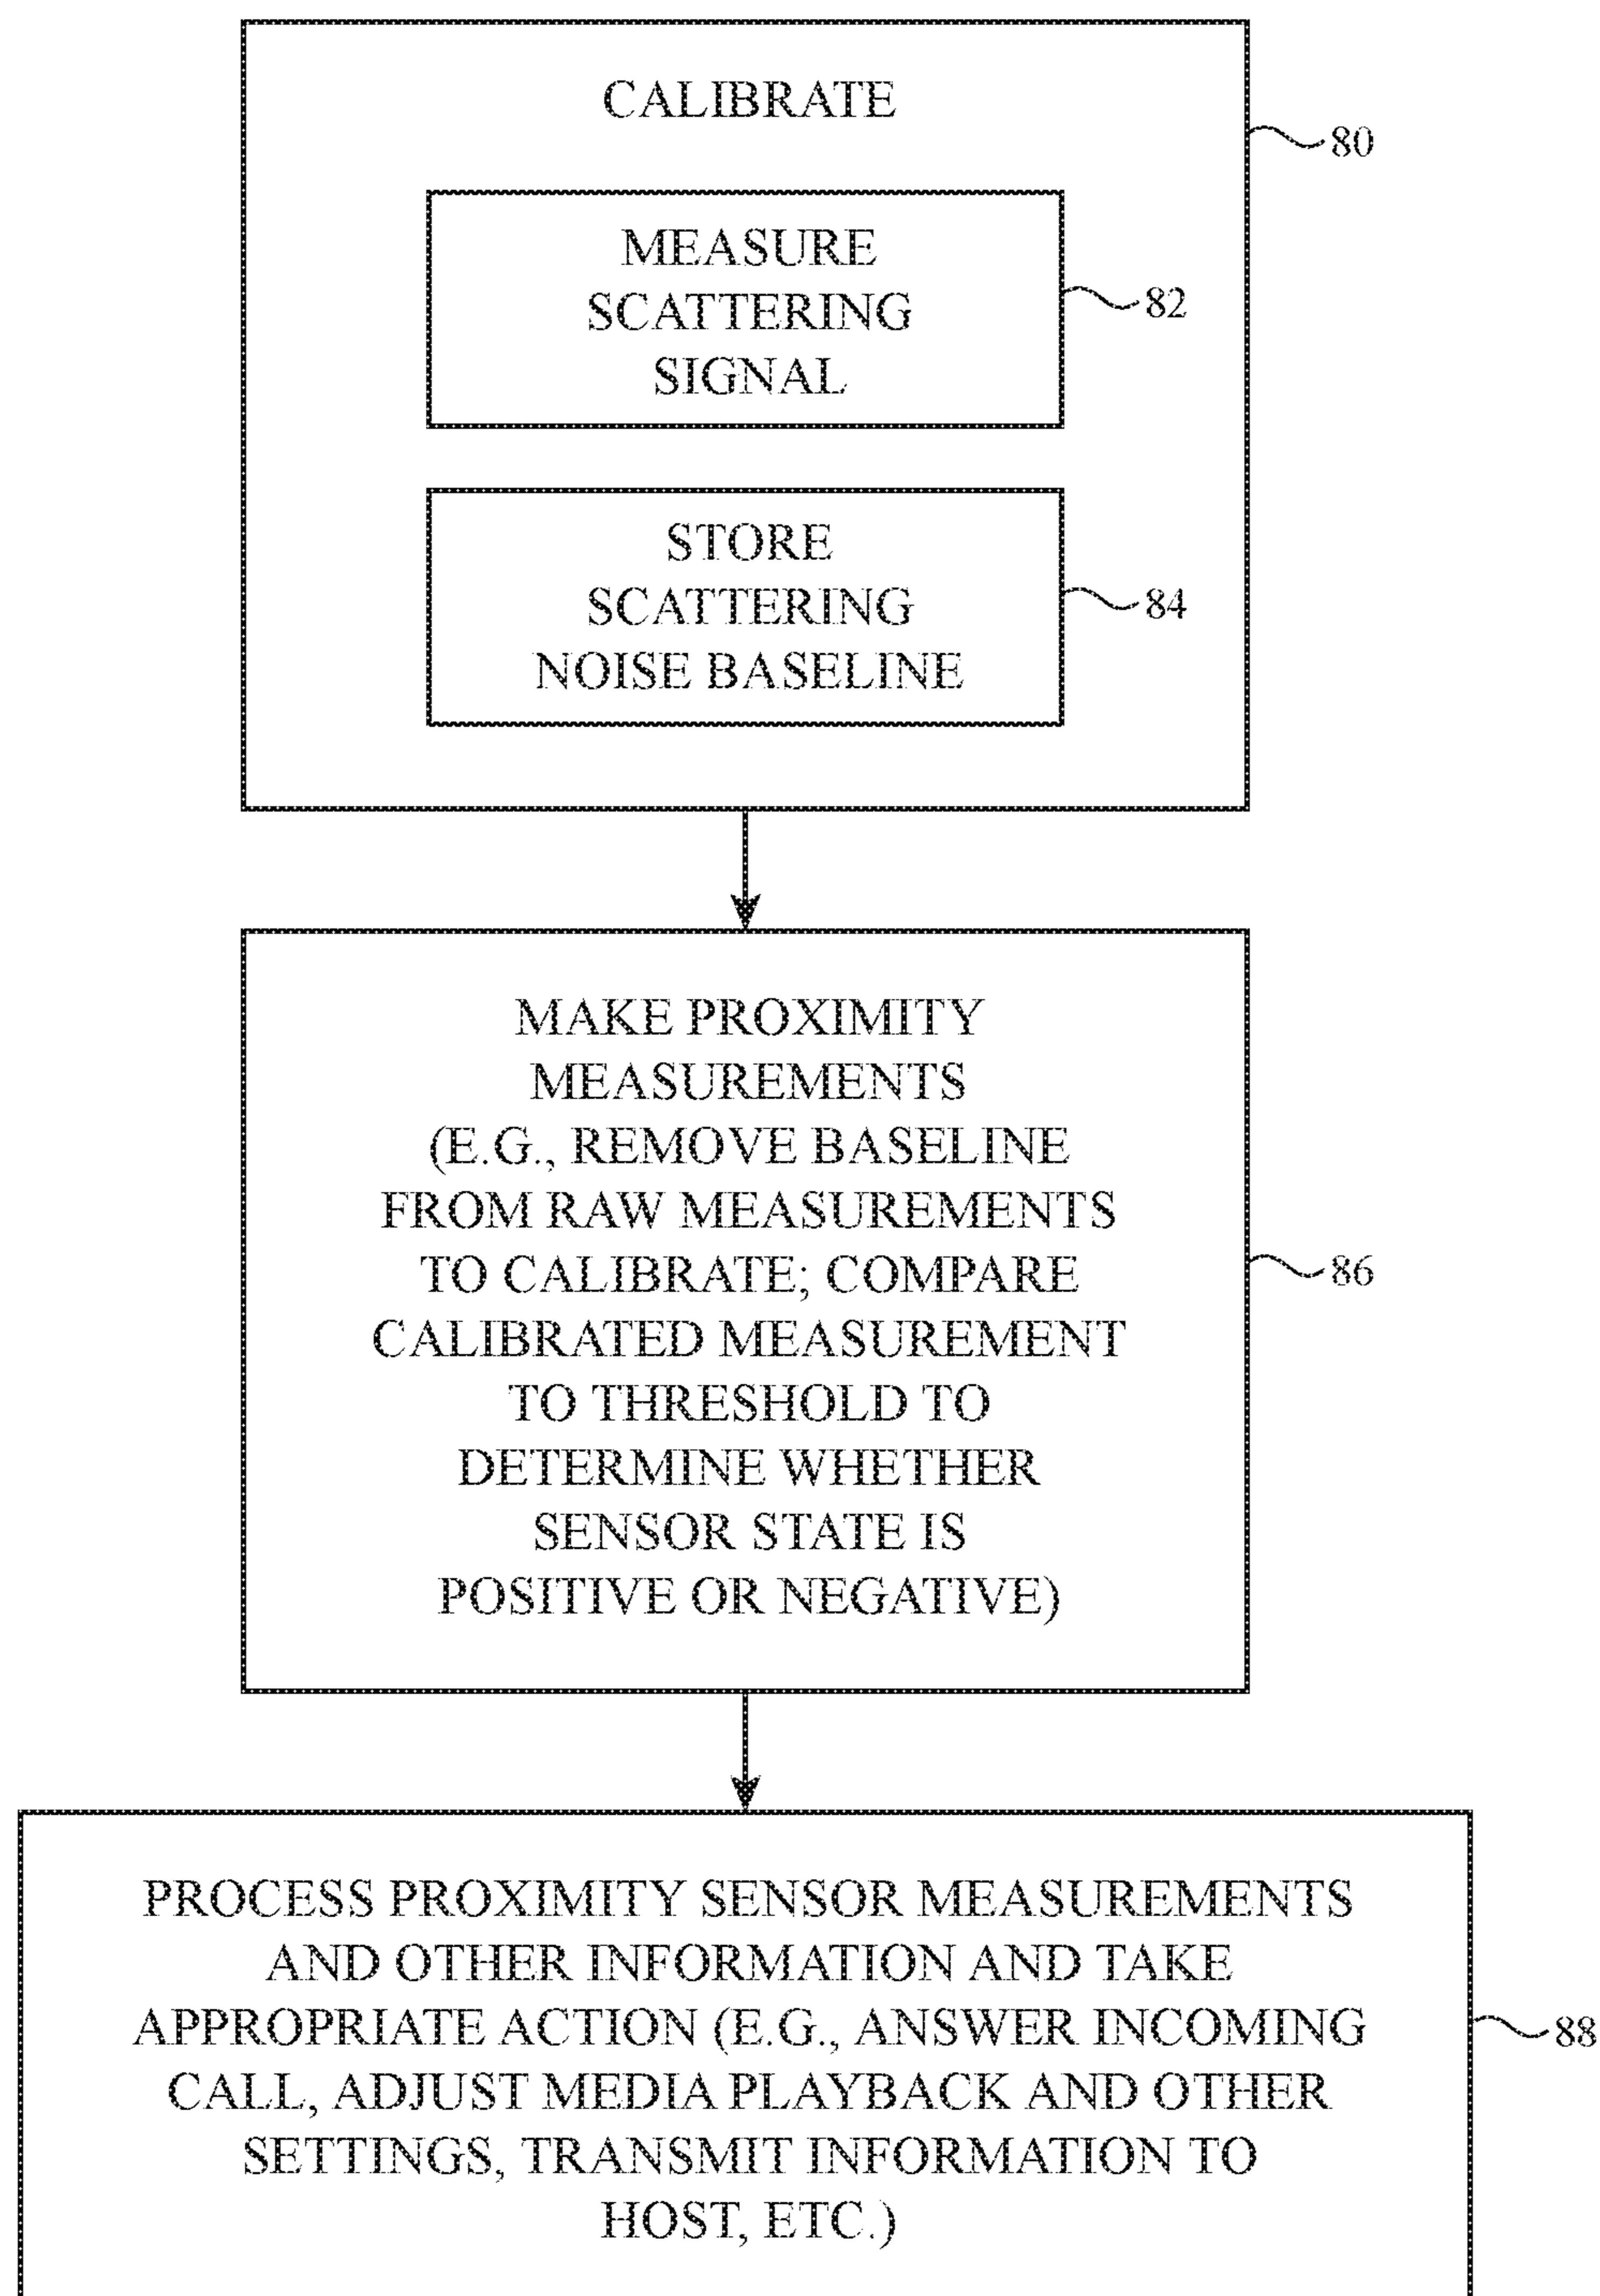 CALIBRATE
80
MEASURE
SCATTERING
SIGNAL
82
STORE
SCATTERING
NOISE BASELINE
84
MAKE PROXIMITY
MEASUREMENTS
(E.G., REMOVE BASELINE
FROM RAW MEASUREMENTS
TO CALIBRATE; COMPARE
CALIBRATED MEASUREMENT
TO THRESHOLD TO
DETERMINE WHETHER
SENSOR STATE IS
POSITIVE OR NEGATIVE)
86
PROCESS PROXIMITY SENSOR MEASUREMENTS
AND OTHER INFORMATION AND TAKE
APPROPRIATE ACTION (E.G., ANSWER INCOMING
CALL, ADJUST MEDIA PLAYBACK AND OTHER
SETTINGS, TRANSMIT INFORMATION TO
HOST, ETC.)
88